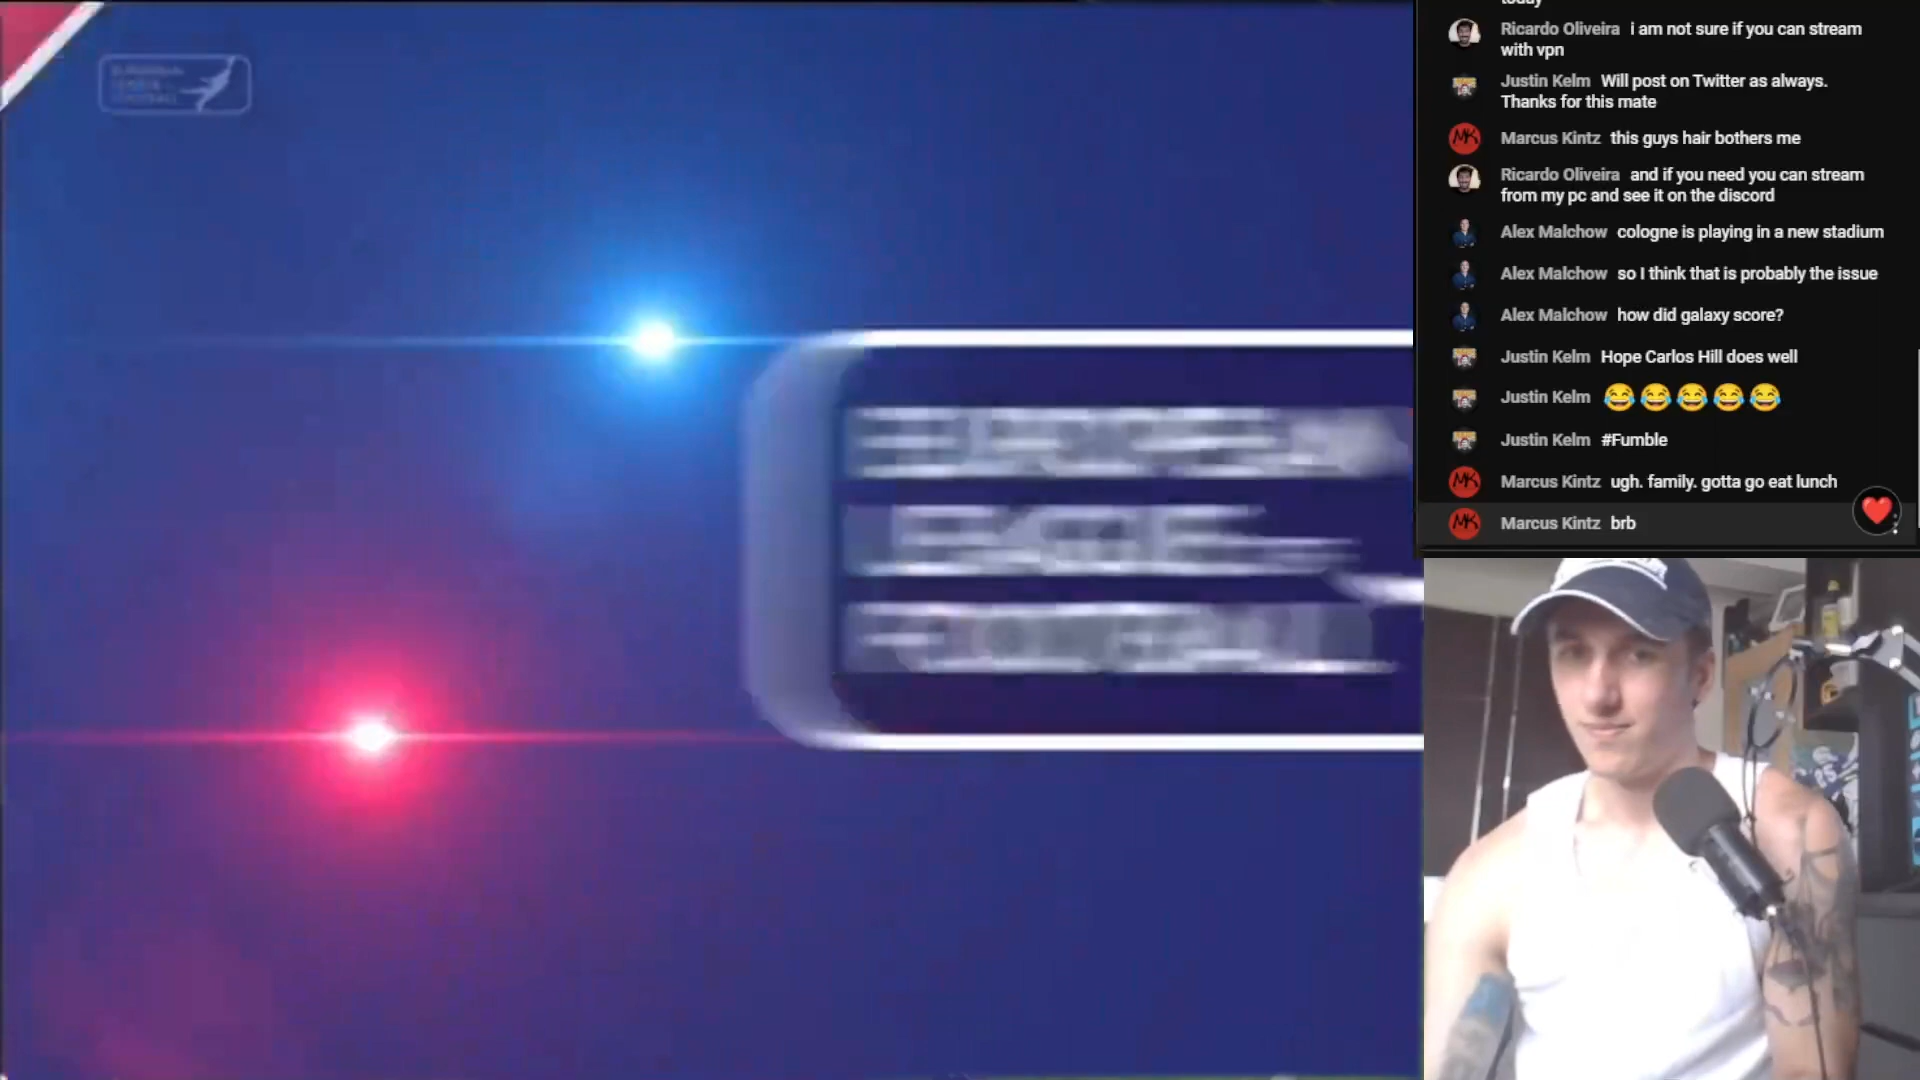 today
Ricardo Oliveira i am not sure if you can stream
with vpn
Justin Kelm Will post on Twitter as always.
Thanks for this mate
Marcus Kintz this guys hair bothers me
Ricardo Oliveira and if you need you can stream
from my pc and see it on the discord
Alex Malchow cologne is playing in a new stadium
Alex Malchow so I think that is probably the issue
Alex Malchow how did galaxy score?
Justin Kelm Hope Carlos Hill does well
Justin Kelm 😂😂😂😂😂
Justin Kelm #Fumble
MK Marcus Kintz ugh. family. gotta go eat lunch
MK Marcus Kintz brb